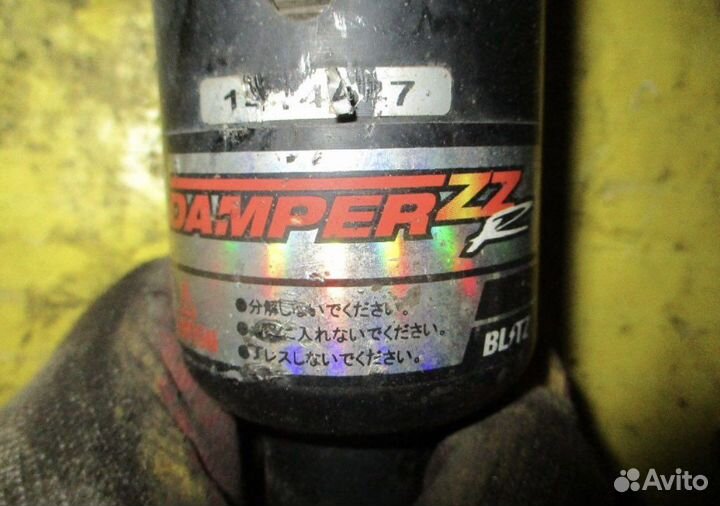 DAMPER ZZ
R
●分解しないでください。
に入れないでください。
レスしないでください。
BLITZ
Avito